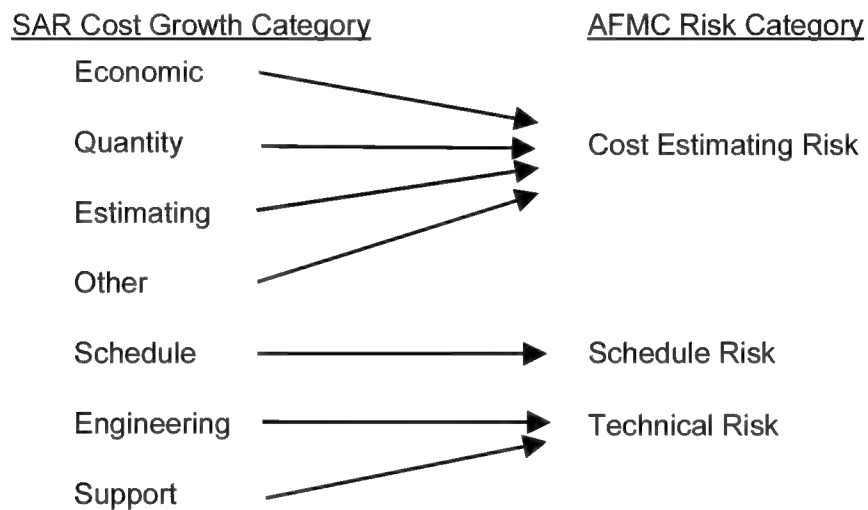 SAR Cost Growth Category AFMC Risk Category
Economic
Quantity Cost Estimating Risk
Estimating
Other
Schedule Schedule Risk
Engineering Technical Risk
Support